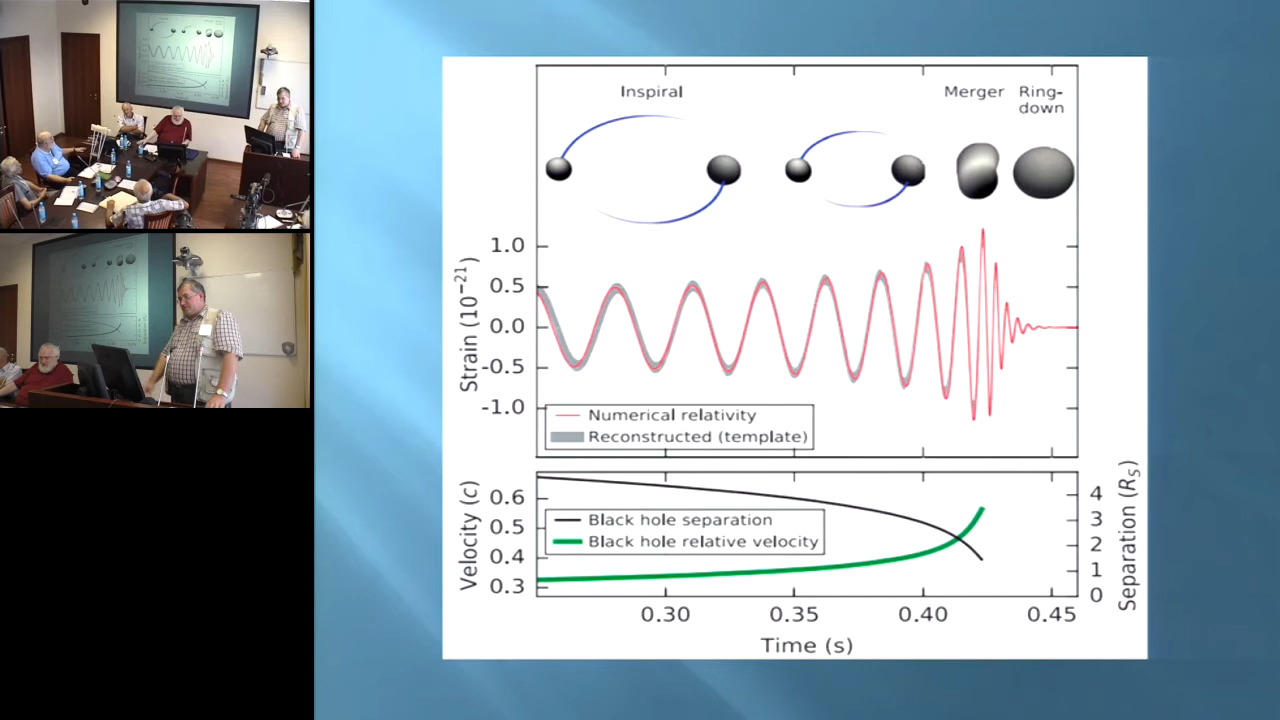 Inspiral
Merger
Ring-
down
1.0
0.5
0.0
-0.5
-1.0
Strain (10⁻²¹)
Numerical relativity
Reconstructed (template)
0.6
0.5
0.4
0.3
Velocity (c)
Black hole separation
Black hole relative velocity
4
3
2
1
0
Separation (R_S)
0.30
0.35
0.40
0.45
Time (s)